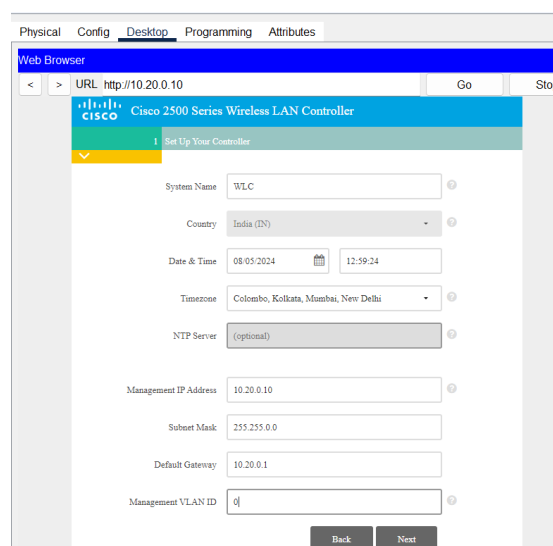 Physical Config Desktop Programming Attributes
Web Browser
< > URL http://10.20.0.10 Go Sto
CISCO Cisco 2500 Series Wireless LAN Controller
1 Set Up Your Controller
System Name WLC ?
Country India (IN) ?
Date & Time 08/05/2024 12:59:24
Timezone Colombo, Kolkata, Mumbai, New Delhi ?
NTP Server (optional) ?
Management IP Address 10.20.0.10 ?
Subnet Mask 255.255.0.0
Default Gateway 10.20.0.1
Management VLAN ID 0 ?
Back Next